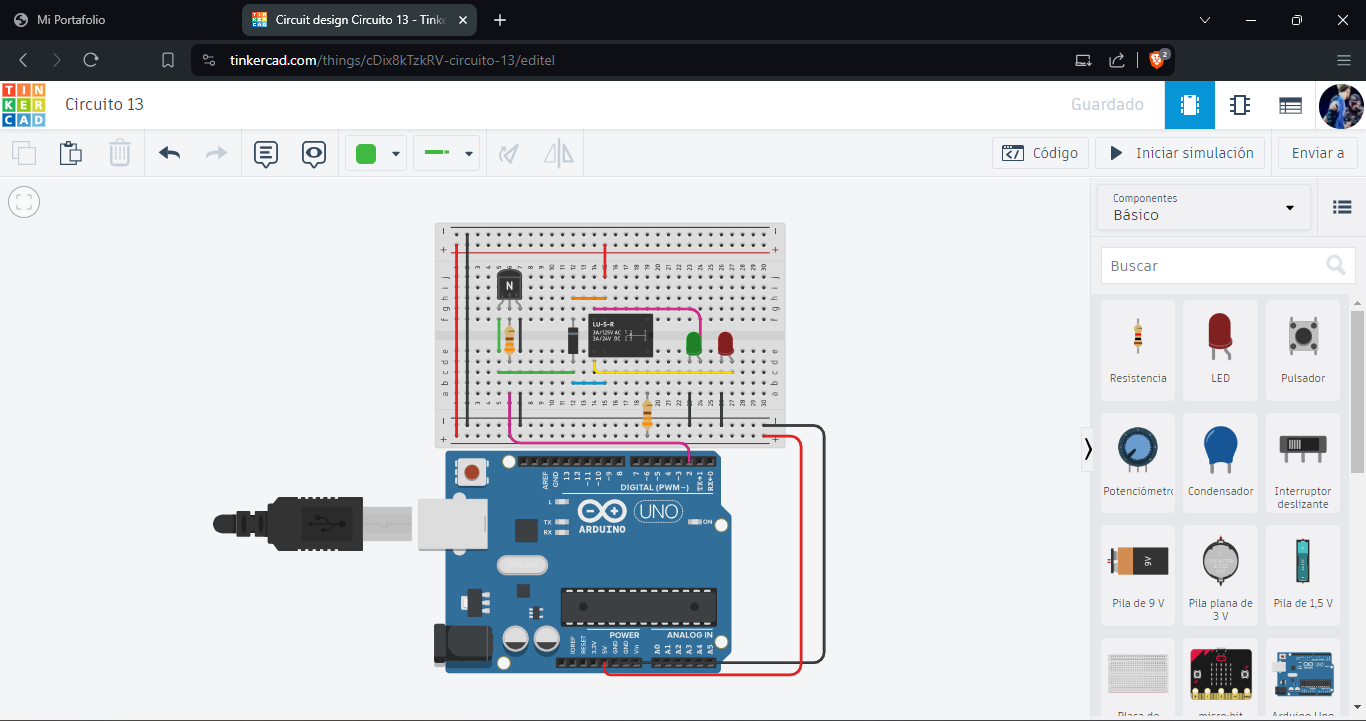 Mi Portafolio
Circuit design Circuito 13 - Tinke
tinkercad.com/things/cDix8kTzkRV-circuito-13/editel
2
TIN
KER
CAD
Circuito 13
Guardado
Código
Iniciar simulación
Enviar a
Componentes
Básico
Buscar
Resistencia
LED
Pulsador
Potenciómetro
Condensador
Interruptor
deslizante
Pila de 9 V
Pila plana de
3 V
Pila de 1,5 V
Placa de
micro:bit
Arduino Uno
9V
N
LU-5-R
3A/125V AC
3A/24V DC
AREF
GND
13
12
~11
~10
~9
8
7
~6
~5
4
~3
2
TX→1
RX←0
DIGITAL (PWM~)
L
TX
RX
ARDUINO
UNO
ON
IOREF
RESET
3.3V
5V
GND
GND
Vin
POWER
ANALOG IN
A0
A1
A2
A3
A4
A5